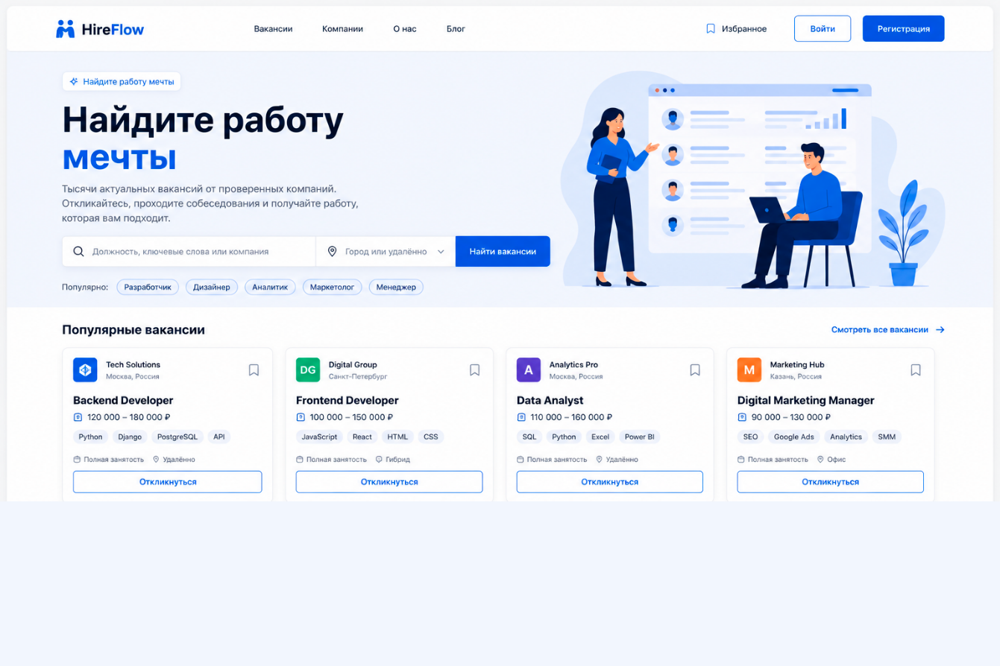 HireFlow
Вакансии Компании О нас Блог
Избранное Войти Регистрация
Найдите работу мечты
Найдите работу
мечты
Тысячи актуальных вакансий от проверенных компаний.
Откликайтесь, проходите собеседования и получайте работу,
которая вам подходит.
Должность, ключевые слова или компания Город или удалённо Найти вакансии
Популярно: Разработчик Дизайнер Аналитик Маркетолог Менеджер
Популярные вакансии Смотреть все вакансии
Tech Solutions
Москва, Россия
Backend Developer
120 000 – 180 000 ₽
Python Django PostgreSQL API
Полная занятость Удалённо
Откликнуться
DG
Digital Group
Санкт-Петербург
Frontend Developer
100 000 – 150 000 ₽
JavaScript React HTML CSS
Полная занятость Гибрид
Откликнуться
A
Analytics Pro
Москва, Россия
Data Analyst
110 000 – 160 000 ₽
SQL Python Excel Power BI
Полная занятость Удалённо
Откликнуться
M
Marketing Hub
Казань, Россия
Digital Marketing Manager
90 000 – 130 000 ₽
SEO Google Ads Analytics SMM
Полная занятость Офис
Откликнуться